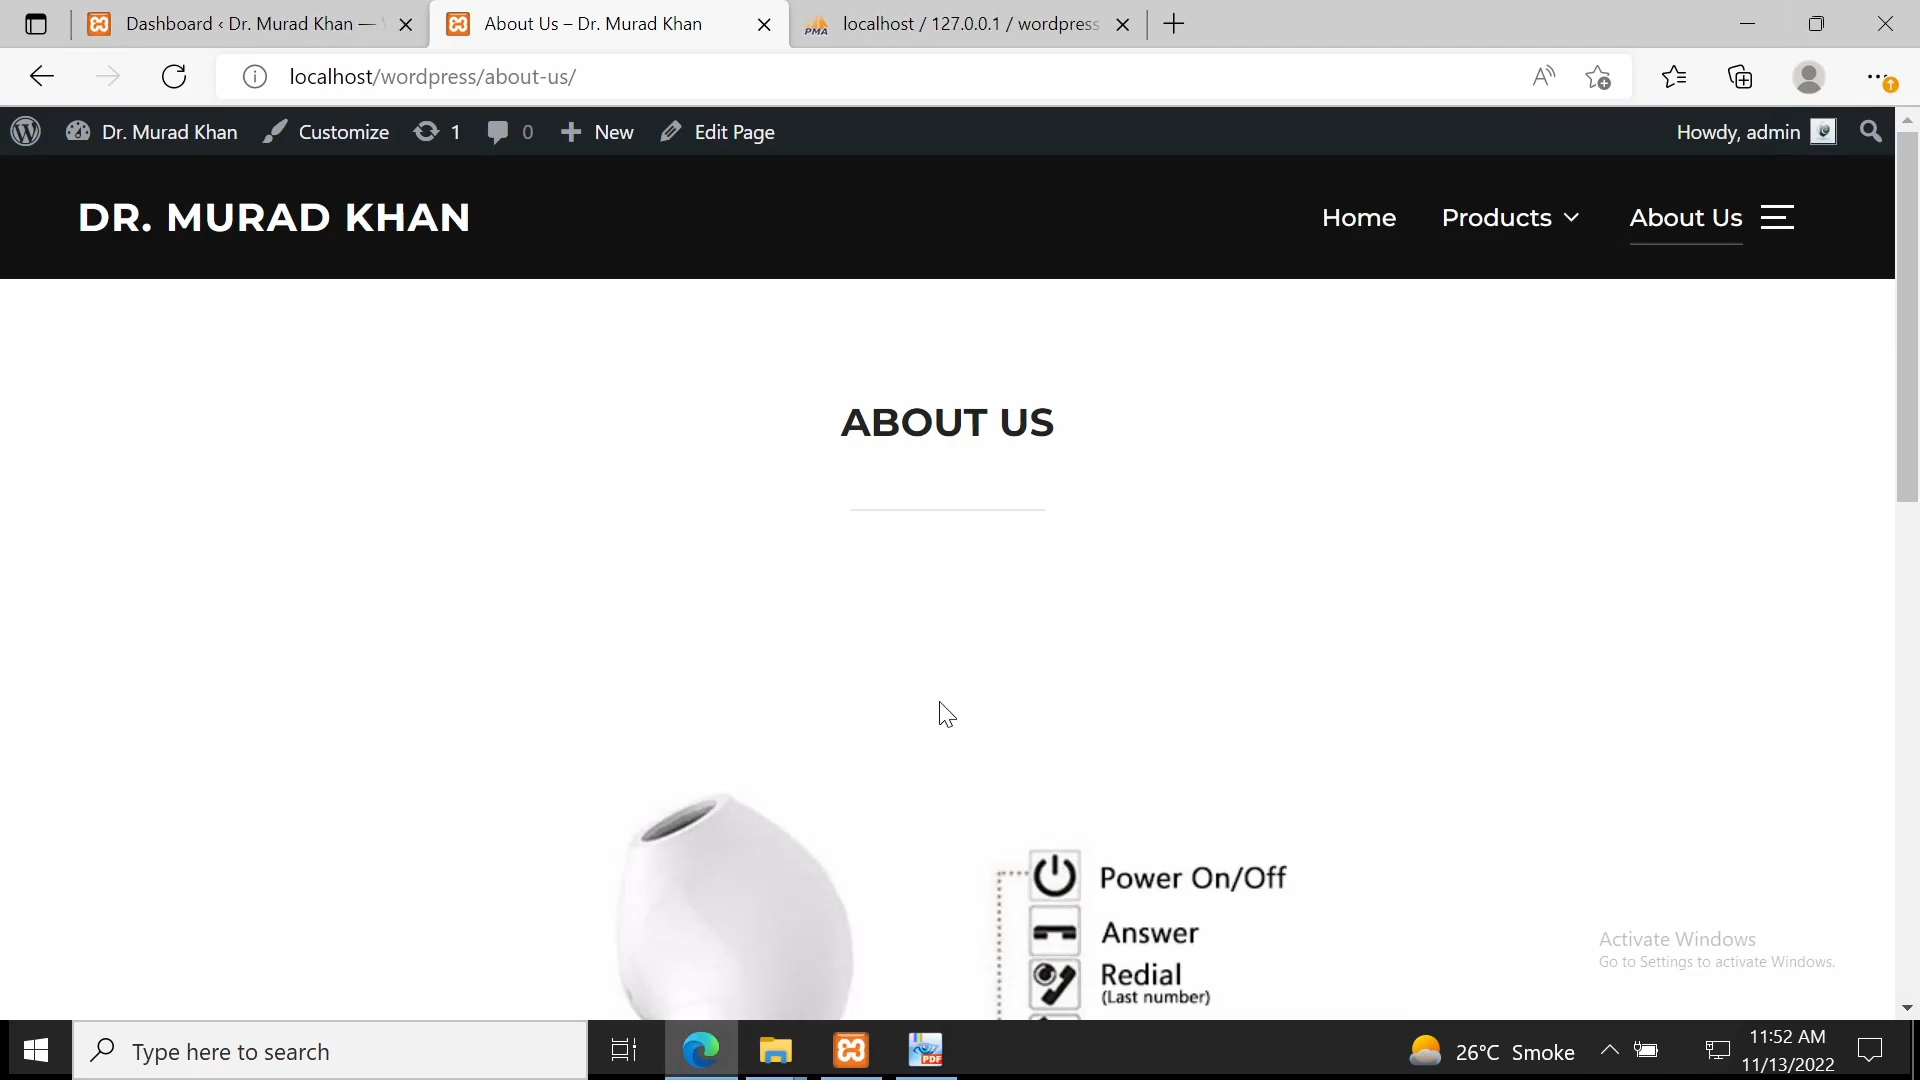 Dashboard ‹ Dr. Murad Khan —
About Us – Dr. Murad Khan
PMA
localhost / 127.0.0.1 / wordpress
localhost/wordpress/about-us/
Dr. Murad Khan
Customize
1
0
New
Edit Page
Howdy, admin
DR. MURAD KHAN
Home
Products
About Us
ABOUT US
Power On/Off
Answer
Redial
(Last number)
Activate Windows
Go to Settings to activate Windows.
Type here to search
PDF
26°C Smoke
11:52 AM
11/13/2022